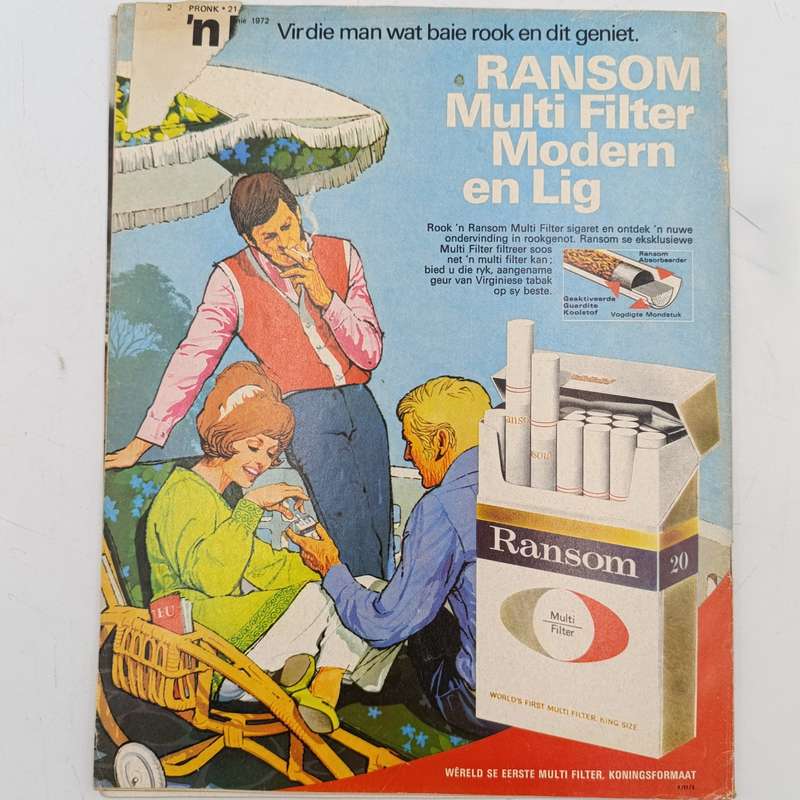 2 PRONK • 21
nie 1972
'n
Vir die man wat baie rook en dit geniet.
RANSOM
Multi Filter
Modern
en Lig
Rook 'n Ransom Multi Filter sigaret en ontdek 'n nuwe
ondervinding in rookgenot. Ransom se eksklusiewe
Multi Filter filtreer soos
net 'n multi filter kan;
bied u die ryk, aangename
geur van Virginiese tabak
op sy beste.
Ransom
Absorbeerder
Geaktiveerde
Guardite
Koolstof
Vogdigte Mondstuk
Ransom
20
Multi
Filter
WORLD'S FIRST MULTI FILTER, KING SIZE
WÊRELD SE EERSTE MULTI FILTER, KONINGSFORMAAT